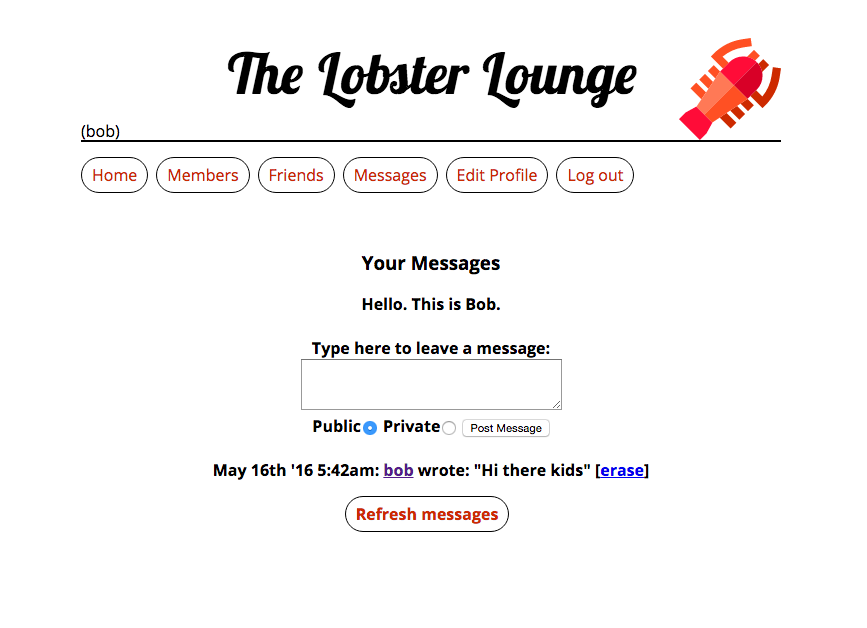 The Lobster Lounge
(bob)
Home Members Friends Messages Edit Profile Log out
Your Messages
Hello. This is Bob.
Type here to leave a message:
Public Private Post Message
May 16th '16 5:42am: bob wrote: "Hi there kids" [erase]
Refresh messages